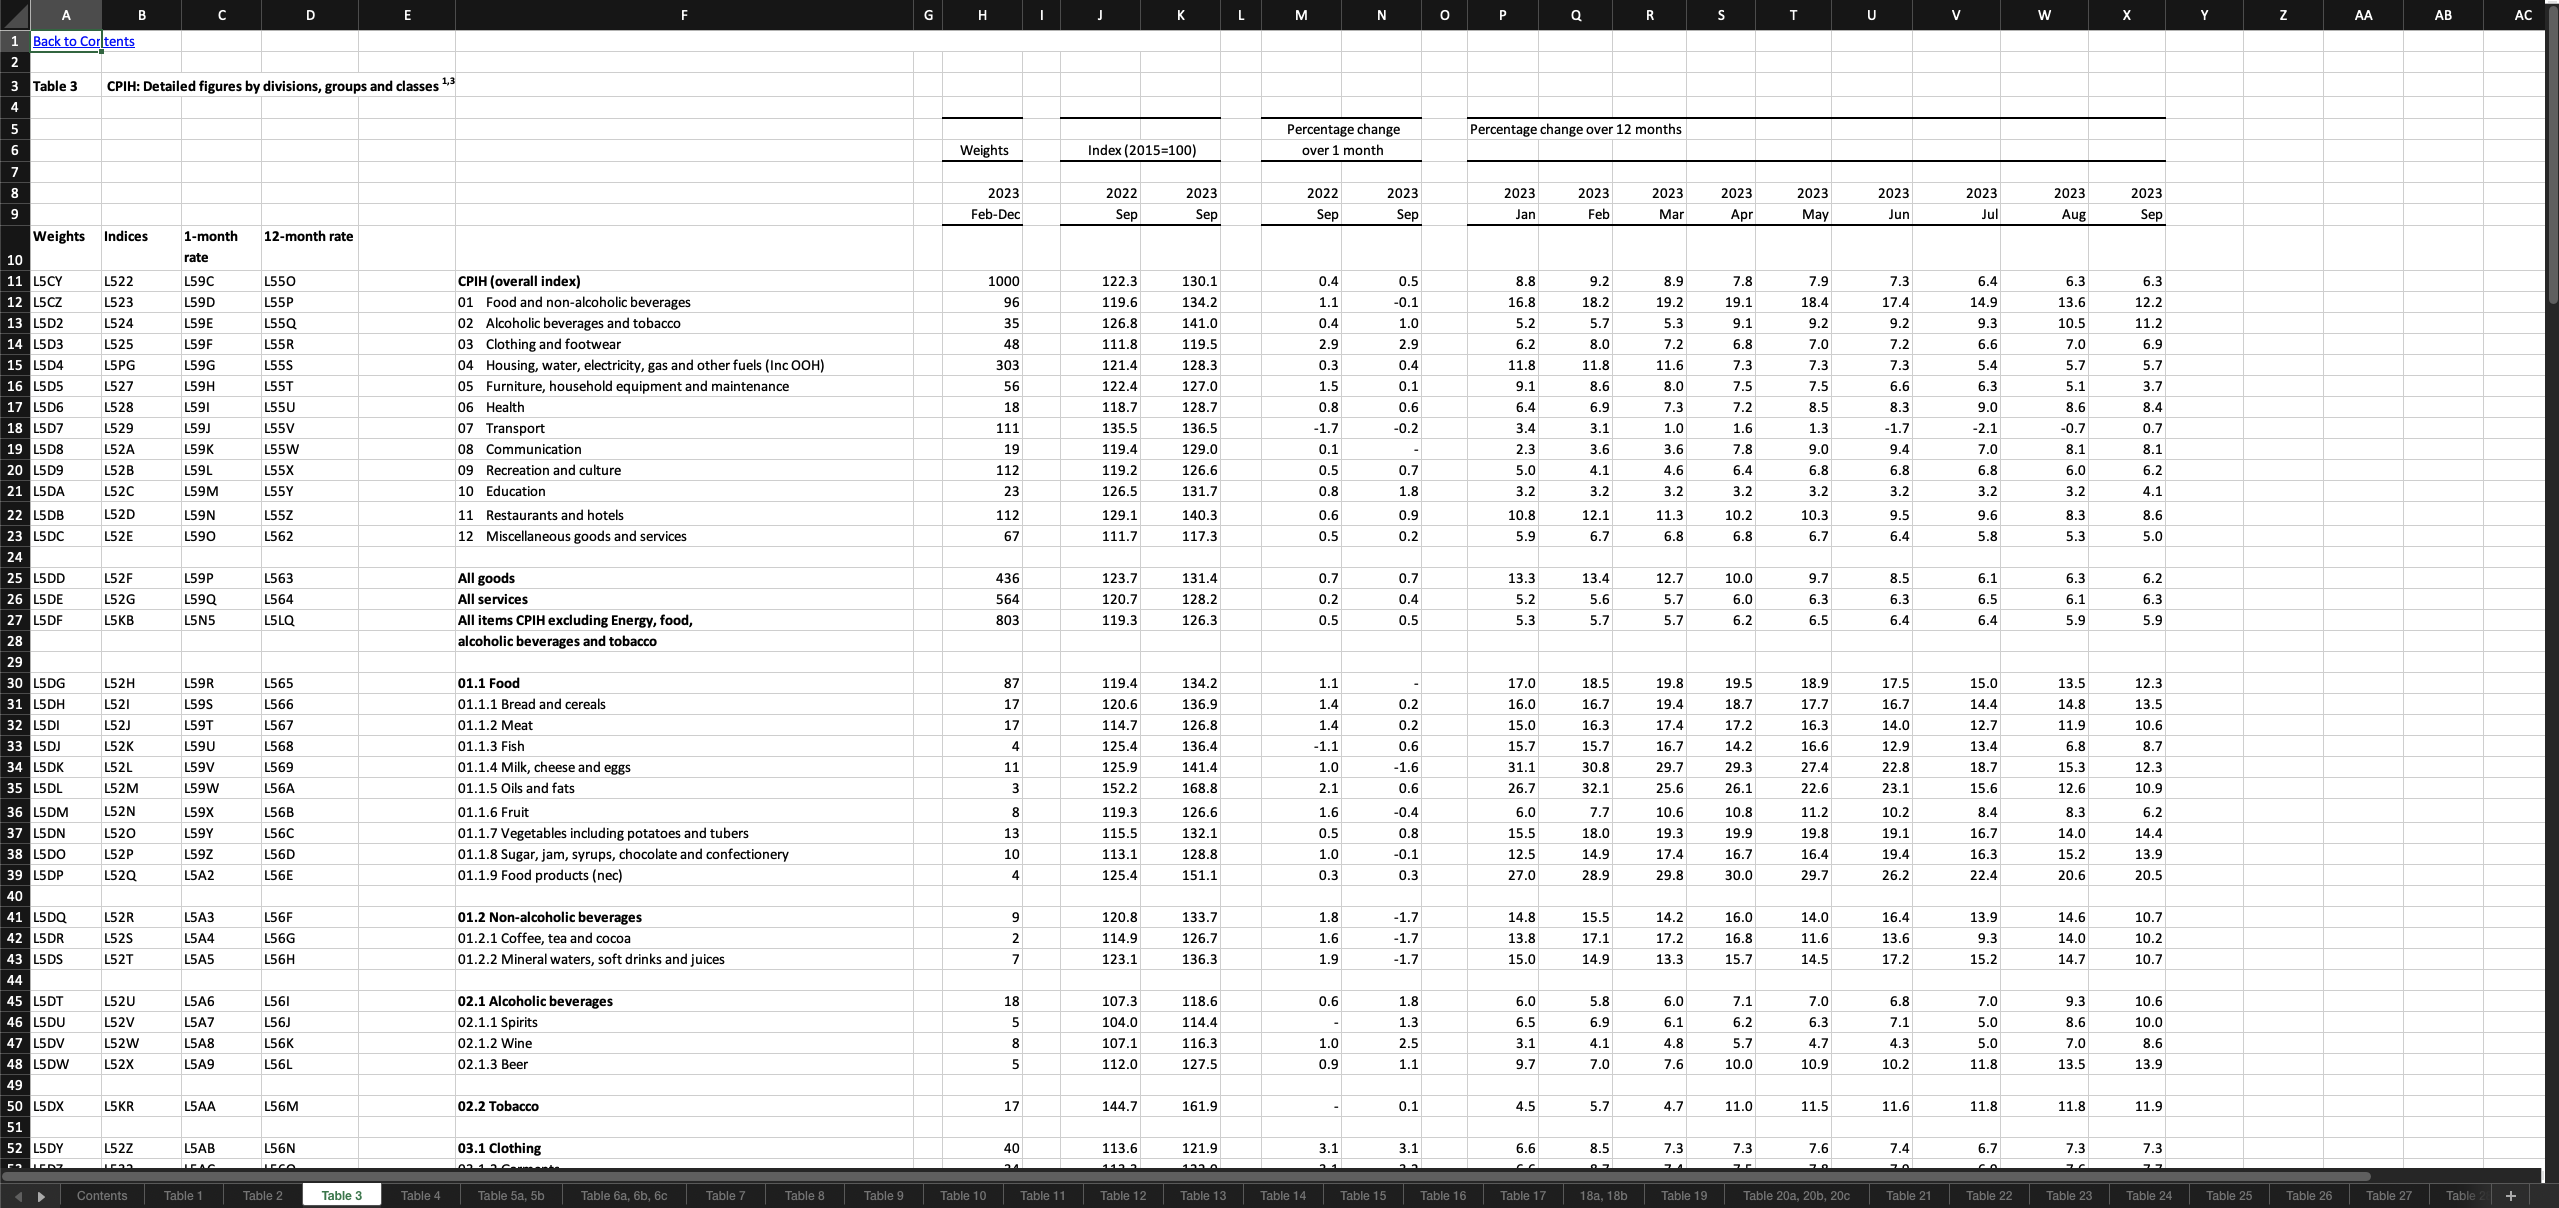 A B C D E F G H I J K L M N O P Q R S T U V W X Y Z AA AB AC
1 Back to Contents
2
3 Table 3 CPIH: Detailed figures by divisions, groups and classes 1,3
4
5 Percentage change Percentage change over 12 months
6 Weights Index (2015=100) over 1 month
7
8 2023 2022 2023 2022 2023 2023 2023 2023 2023 2023 2023 2023 2023 2023
9 Feb-Dec Sep Sep Sep Sep Jan Feb Mar Apr May Jun Jul Aug Sep
Weights Indices 1-month 12-month rate
10 rate
11 L5CY L522 L59C L55O CPIH (overall index) 1000 122.3 130.1 0.4 0.5 8.8 9.2 8.9 7.8 7.9 7.3 6.4 6.3 6.3
12 L5CZ L523 L59D L55P 01 Food and non-alcoholic beverages 96 119.6 134.2 1.1 -0.1 16.8 18.2 19.2 19.1 18.4 17.4 14.9 13.6 12.2
13 L5D2 L524 L59E L55Q 02 Alcoholic beverages and tobacco 35 126.8 141.0 0.4 1.0 5.2 5.7 5.3 9.1 9.2 9.2 9.3 10.5 11.2
14 L5D3 L525 L59F L55R 03 Clothing and footwear 48 111.8 119.5 2.9 2.9 6.2 8.0 7.2 6.8 7.0 7.2 6.6 7.0 6.9
15 L5D4 L5PG L59G L55S 04 Housing, water, electricity, gas and other fuels (Inc OOH) 303 121.4 128.3 0.3 0.4 11.8 11.8 11.6 7.3 7.3 7.3 5.4 5.7 5.7
16 L5D5 L527 L59H L55T 05 Furniture, household equipment and maintenance 56 122.4 127.0 1.5 0.1 9.1 8.6 8.0 7.5 7.5 6.6 6.3 5.1 3.7
17 L5D6 L528 L59I L55U 06 Health 18 118.7 128.7 0.8 0.6 6.4 6.9 7.3 7.2 8.5 8.3 9.0 8.6 8.4
18 L5D7 L529 L59J L55V 07 Transport 111 135.5 136.5 -1.7 -0.2 3.4 3.1 1.0 1.6 1.3 -1.7 -2.1 -0.7 0.7
19 L5D8 L52A L59K L55W 08 Communication 19 119.4 129.0 0.1 - 2.3 3.6 3.6 7.8 9.0 9.4 7.0 8.1 8.1
20 L5D9 L52B L59L L55X 09 Recreation and culture 112 119.2 126.6 0.5 0.7 5.0 4.1 4.6 6.4 6.8 6.8 6.8 6.0 6.2
21 L5DA L52C L59M L55Y 10 Education 23 126.5 131.7 0.8 1.8 3.2 3.2 3.2 3.2 3.2 3.2 3.2 3.2 4.1
22 L5DB L52D L59N L55Z 11 Restaurants and hotels 112 129.1 140.3 0.6 0.9 10.8 12.1 11.3 10.2 10.3 9.5 9.6 8.3 8.6
23 L5DC L52E L59O L562 12 Miscellaneous goods and services 67 111.7 117.3 0.5 0.2 5.9 6.7 6.8 6.8 6.7 6.4 5.8 5.3 5.0
24
25 L5DD L52F L59P L563 All goods 436 123.7 131.4 0.7 0.7 13.3 13.4 12.7 10.0 9.7 8.5 6.1 6.3 6.2
26 L5DE L52G L59Q L564 All services 564 120.7 128.2 0.2 0.4 5.2 5.6 5.7 6.0 6.3 6.3 6.5 6.1 6.3
27 L5DF L5KB L5N5 L5LQ All items CPIH excluding Energy, food, 803 119.3 126.3 0.5 0.5 5.3 5.7 5.7 6.2 6.5 6.4 6.4 5.9 5.9
28 alcoholic beverages and tobacco
29
30 L5DG L52H L59R L565 01.1 Food 87 119.4 134.2 1.1 - 17.0 18.5 19.8 19.5 18.9 17.5 15.0 13.5 12.3
31 L5DH L52I L59S L566 01.1.1 Bread and cereals 17 120.6 136.9 1.4 0.2 16.0 16.7 19.4 18.7 17.7 16.7 14.4 14.8 13.5
32 L5DI L52J L59T L567 01.1.2 Meat 17 114.7 126.8 1.4 0.2 15.0 16.3 17.4 17.2 16.3 14.0 12.7 11.9 10.6
33 L5DJ L52K L59U L568 01.1.3 Fish 4 125.4 136.4 -1.1 0.6 15.7 15.7 16.7 14.2 16.6 12.9 13.4 6.8 8.7
34 L5DK L52L L59V L569 01.1.4 Milk, cheese and eggs 11 125.9 141.4 1.0 -1.6 31.1 30.8 29.7 29.3 27.4 22.8 18.7 15.3 12.3
35 L5DL L52M L59W L56A 01.1.5 Oils and fats 3 152.2 168.8 2.1 0.6 26.7 32.1 25.6 26.1 22.6 23.1 15.6 12.6 10.9
36 L5DM L52N L59X L56B 01.1.6 Fruit 8 119.3 126.6 1.6 -0.4 6.0 7.7 10.6 10.8 11.2 10.2 8.4 8.3 6.2
37 L5DN L52O L59Y L56C 01.1.7 Vegetables including potatoes and tubers 13 115.5 132.1 0.5 0.8 15.5 18.0 19.3 19.9 19.8 19.1 16.7 14.0 14.4
38 L5DO L52P L59Z L56D 01.1.8 Sugar, jam, syrups, chocolate and confectionery 10 113.1 128.8 1.0 -0.1 12.5 14.9 17.4 16.7 16.4 19.4 16.3 15.2 13.9
39 L5DP L52Q L5A2 L56E 01.1.9 Food products (nec) 4 125.4 151.1 0.3 0.3 27.0 28.9 29.8 30.0 29.7 26.2 22.4 20.6 20.5
40
41 L5DQ L52R L5A3 L56F 01.2 Non-alcoholic beverages 9 120.8 133.7 1.8 -1.7 14.8 15.5 14.2 16.0 14.0 16.4 13.9 14.6 10.7
42 L5DR L52S L5A4 L56G 01.2.1 Coffee, tea and cocoa 2 114.9 126.7 1.6 -1.7 13.8 17.1 17.2 16.8 11.6 13.6 9.3 14.0 10.2
43 L5DS L52T L5A5 L56H 01.2.2 Mineral waters, soft drinks and juices 7 123.1 136.3 1.9 -1.7 15.0 14.9 13.3 15.7 14.5 17.2 15.2 14.7 10.7
44
45 L5DT L52U L5A6 L56I 02.1 Alcoholic beverages 18 107.3 118.6 0.6 1.8 6.0 5.8 6.0 7.1 7.0 6.8 7.0 9.3 10.6
46 L5DU L52V L5A7 L56J 02.1.1 Spirits 5 104.0 114.4 - 1.3 6.5 6.9 6.1 6.2 6.3 7.1 5.0 8.6 10.0
47 L5DV L52W L5A8 L56K 02.1.2 Wine 8 107.1 116.3 1.0 2.5 3.1 4.1 4.8 5.7 4.7 4.3 5.0 7.0 8.6
48 L5DW L52X L5A9 L56L 02.1.3 Beer 5 112.0 127.5 0.9 1.1 9.7 7.0 7.6 10.0 10.9 10.2 11.8 13.5 13.9
49
50 L5DX L5KR L5AA L56M 02.2 Tobacco 17 144.7 161.9 - 0.1 4.5 5.7 4.7 11.0 11.5 11.6 11.8 11.8 11.9
51
52 L5DY L52Z L5AB L56N 03.1 Clothing 40 113.6 121.9 3.1 3.1 6.6 8.5 7.3 7.3 7.6 7.4 6.7 7.3 7.3
Contents Table 1 Table 2 Table 3 Table 4 Table 5a, 5b Table 6a, 6b, 6c Table 7 Table 8 Table 9 Table 10 Table 11 Table 12 Table 13 Table 14 Table 15 Table 16 Table 17 18a, 18b Table 19 Table 20a, 20b, 20c Table 21 Table 22 Table 23 Table 24 Table 25 Table 26 Table 27 Table +